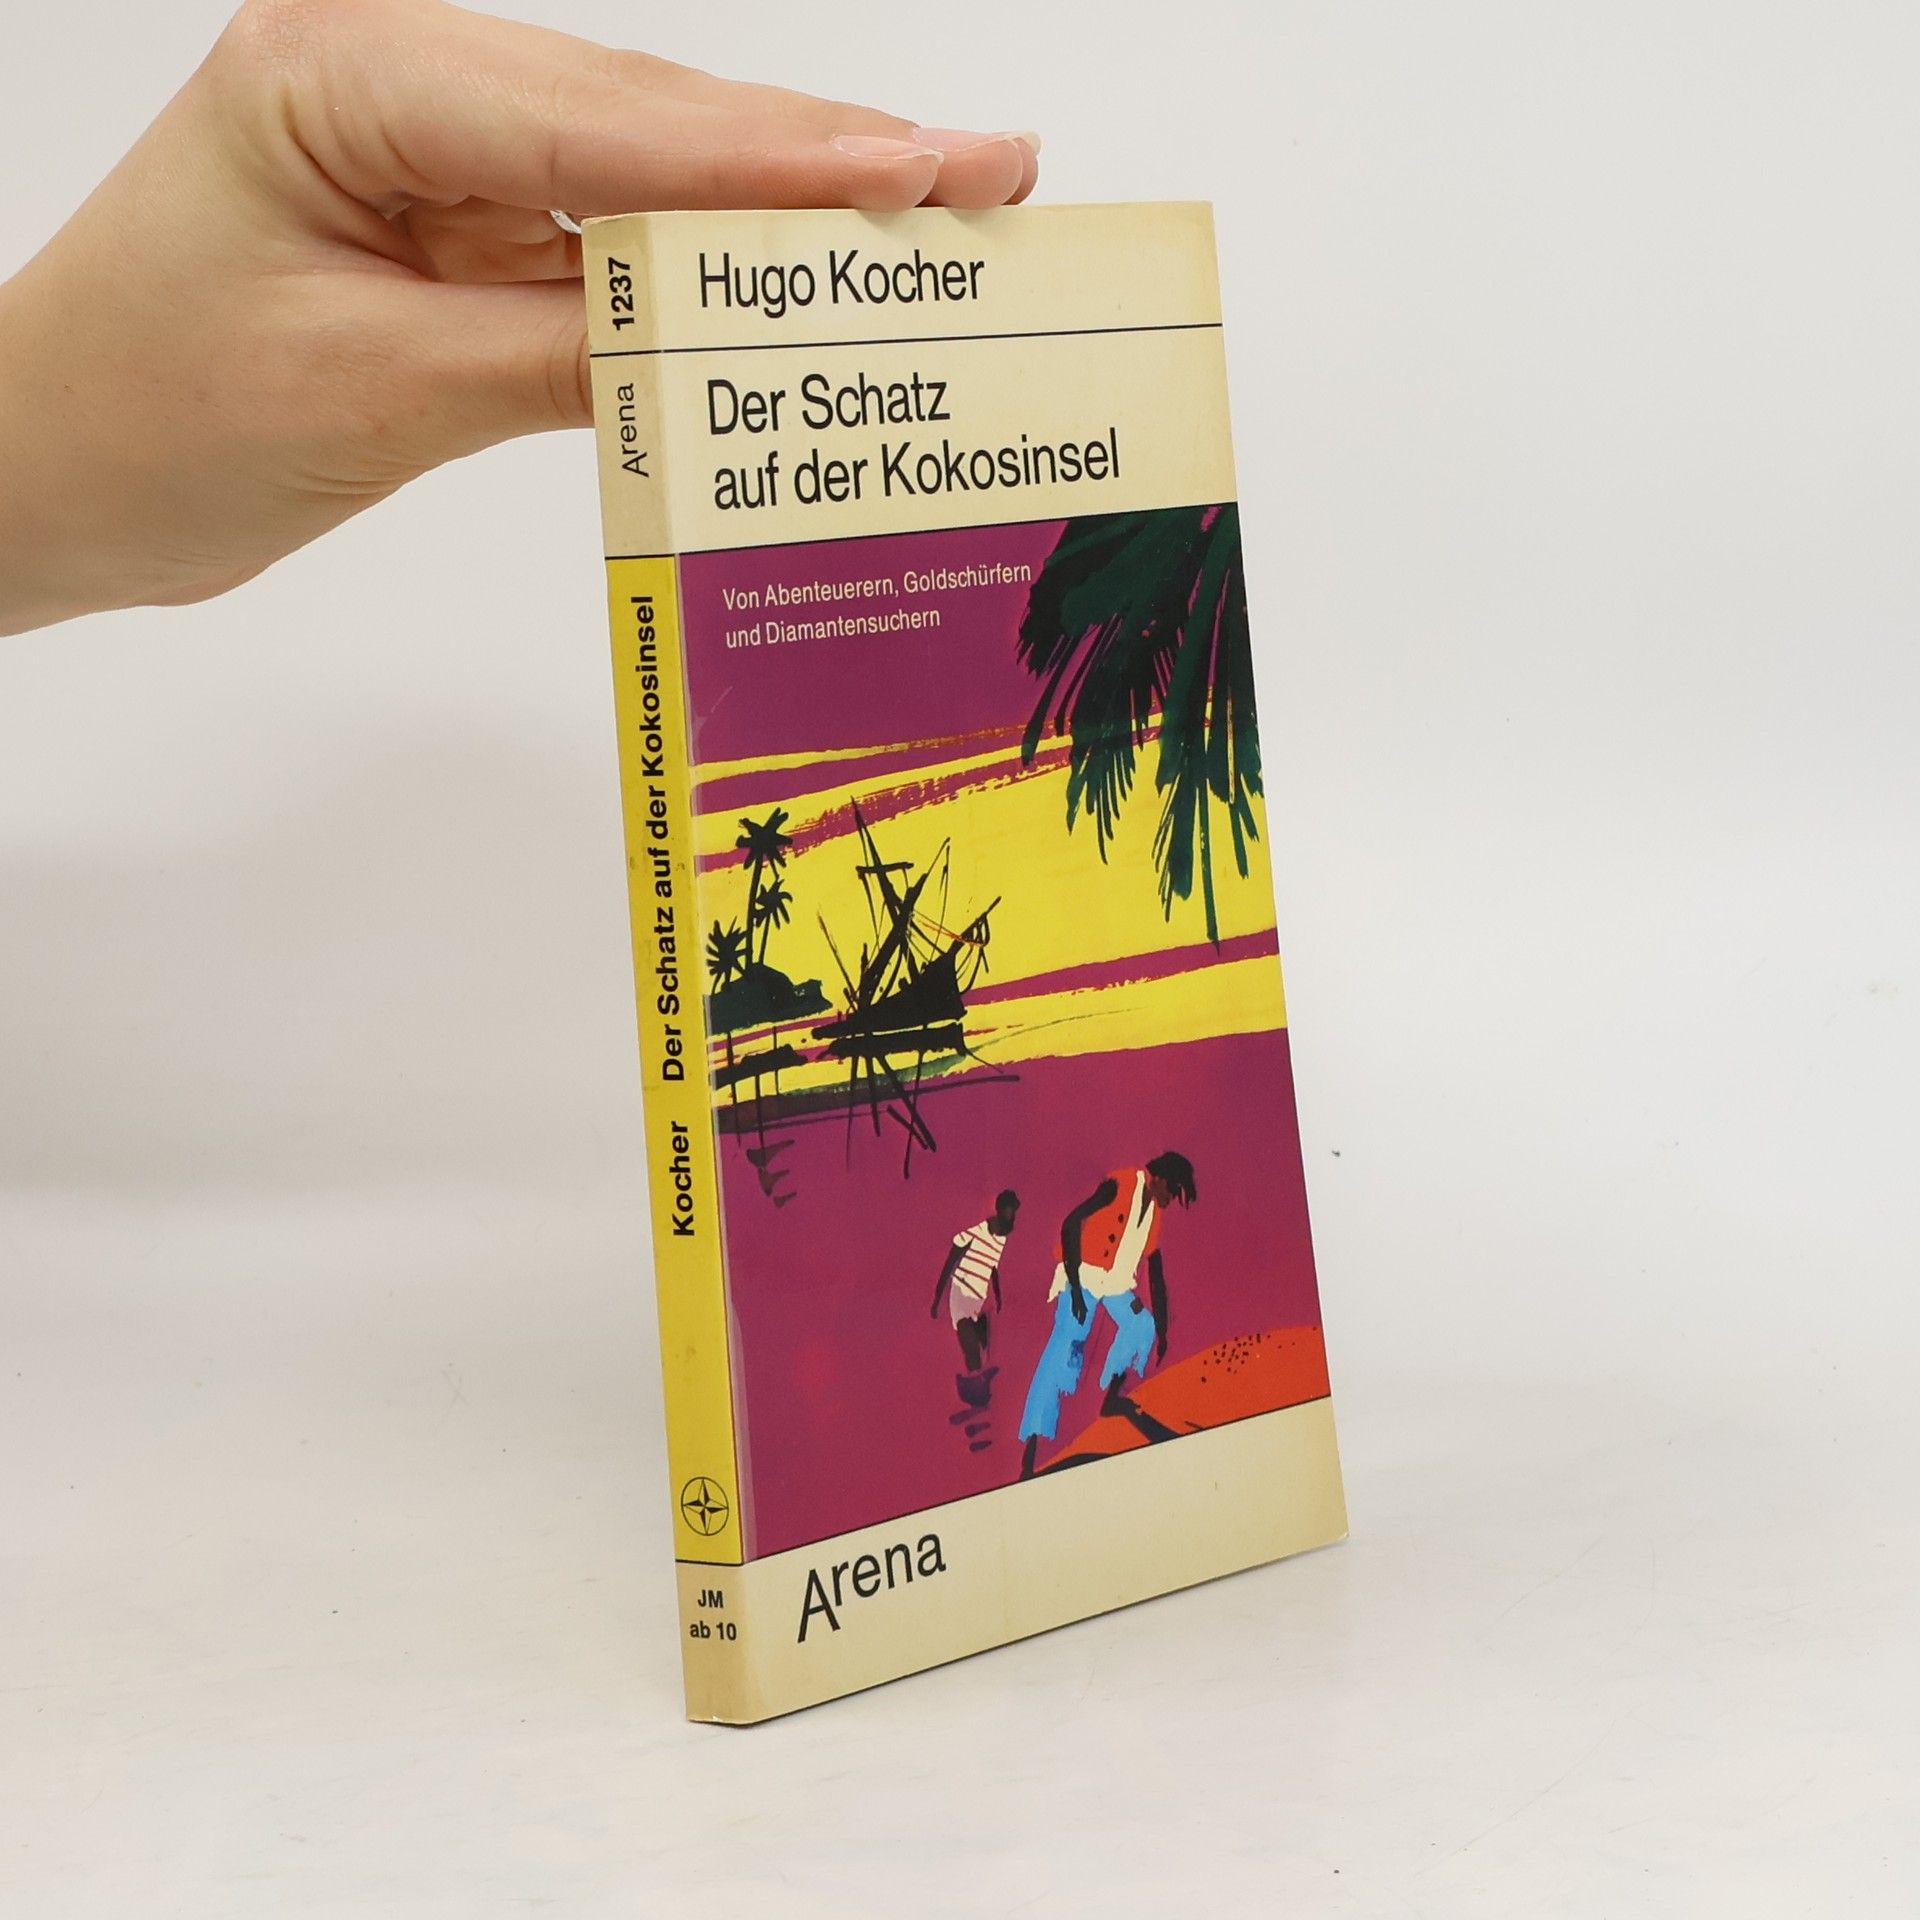 Hugo Kocher
Der Schatz
auf der Kokosinsel
Von Abenteuerern, Goldschürfern
und Diamantensuchern
Arena
1237
Arena
Kocher Der Schatz auf der Kokosinsel
JM
ab 10